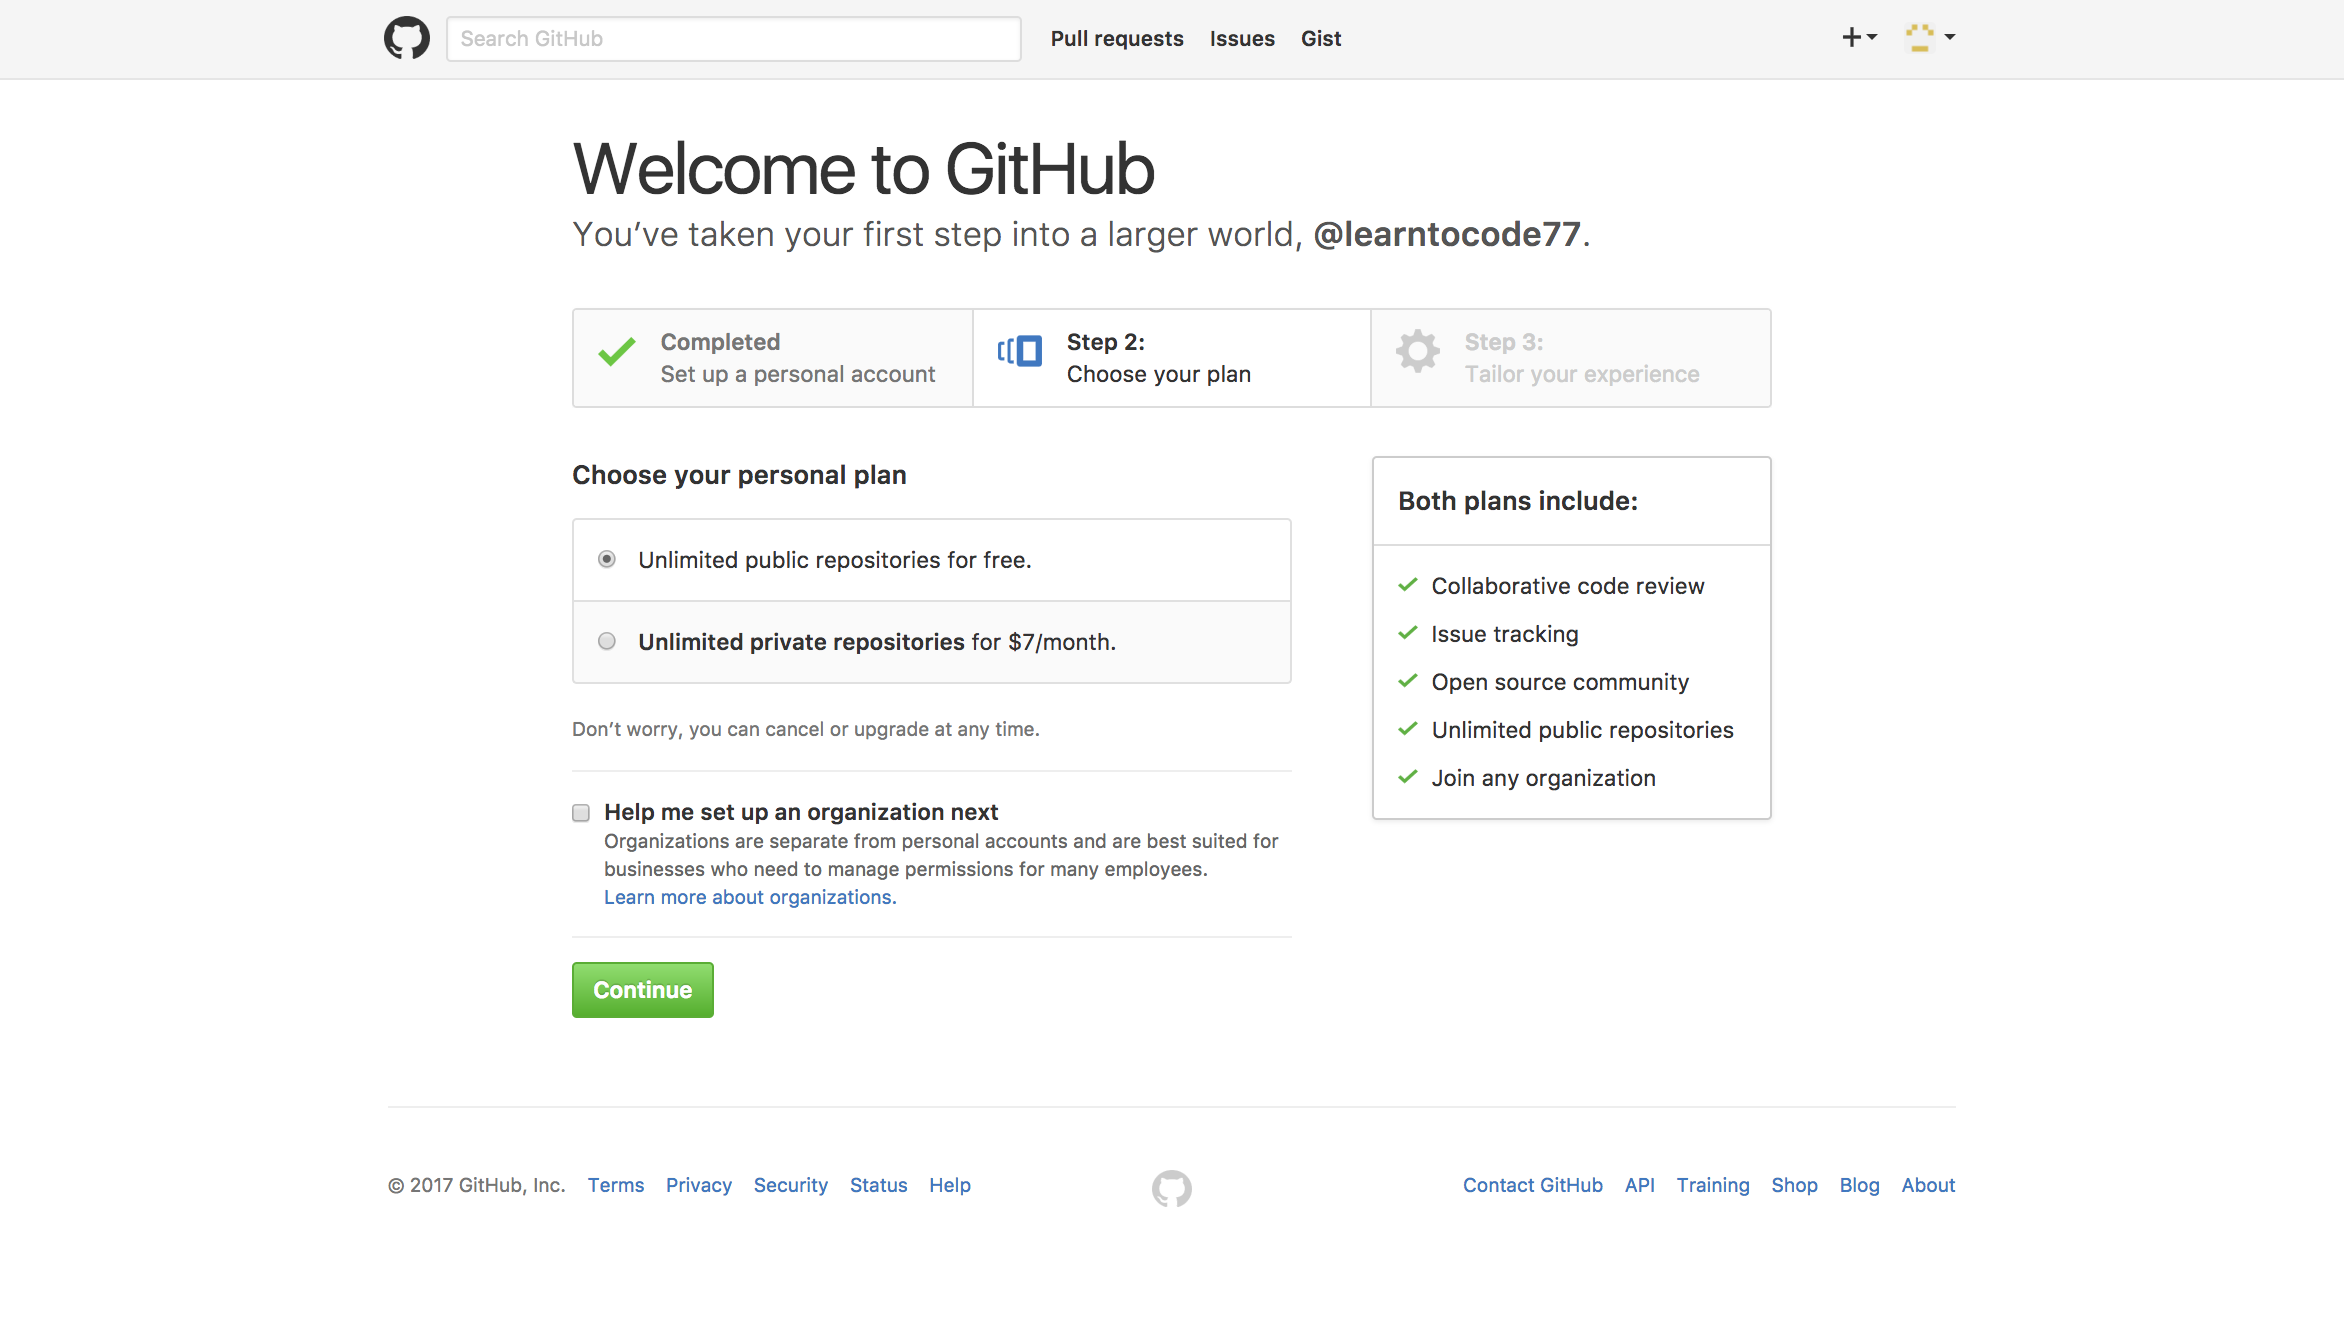 Search GitHub
Pull requests Issues Gist
Welcome to GitHub
You’ve taken your first step into a larger world, @learntocode77.
Completed
Set up a personal account
Step 2:
Choose your plan
Step 3:
Tailor your experience
Choose your personal plan
Unlimited public repositories for free.
Unlimited private repositories for $7/month.
Don’t worry, you can cancel or upgrade at any time.
Help me set up an organization next
Organizations are separate from personal accounts and are best suited for
businesses who need to manage permissions for many employees.
Learn more about organizations.
Continue
Both plans include:
Collaborative code review
Issue tracking
Open source community
Unlimited public repositories
Join any organization
© 2017 GitHub, Inc. Terms Privacy Security Status Help
Contact GitHub API Training Shop Blog About